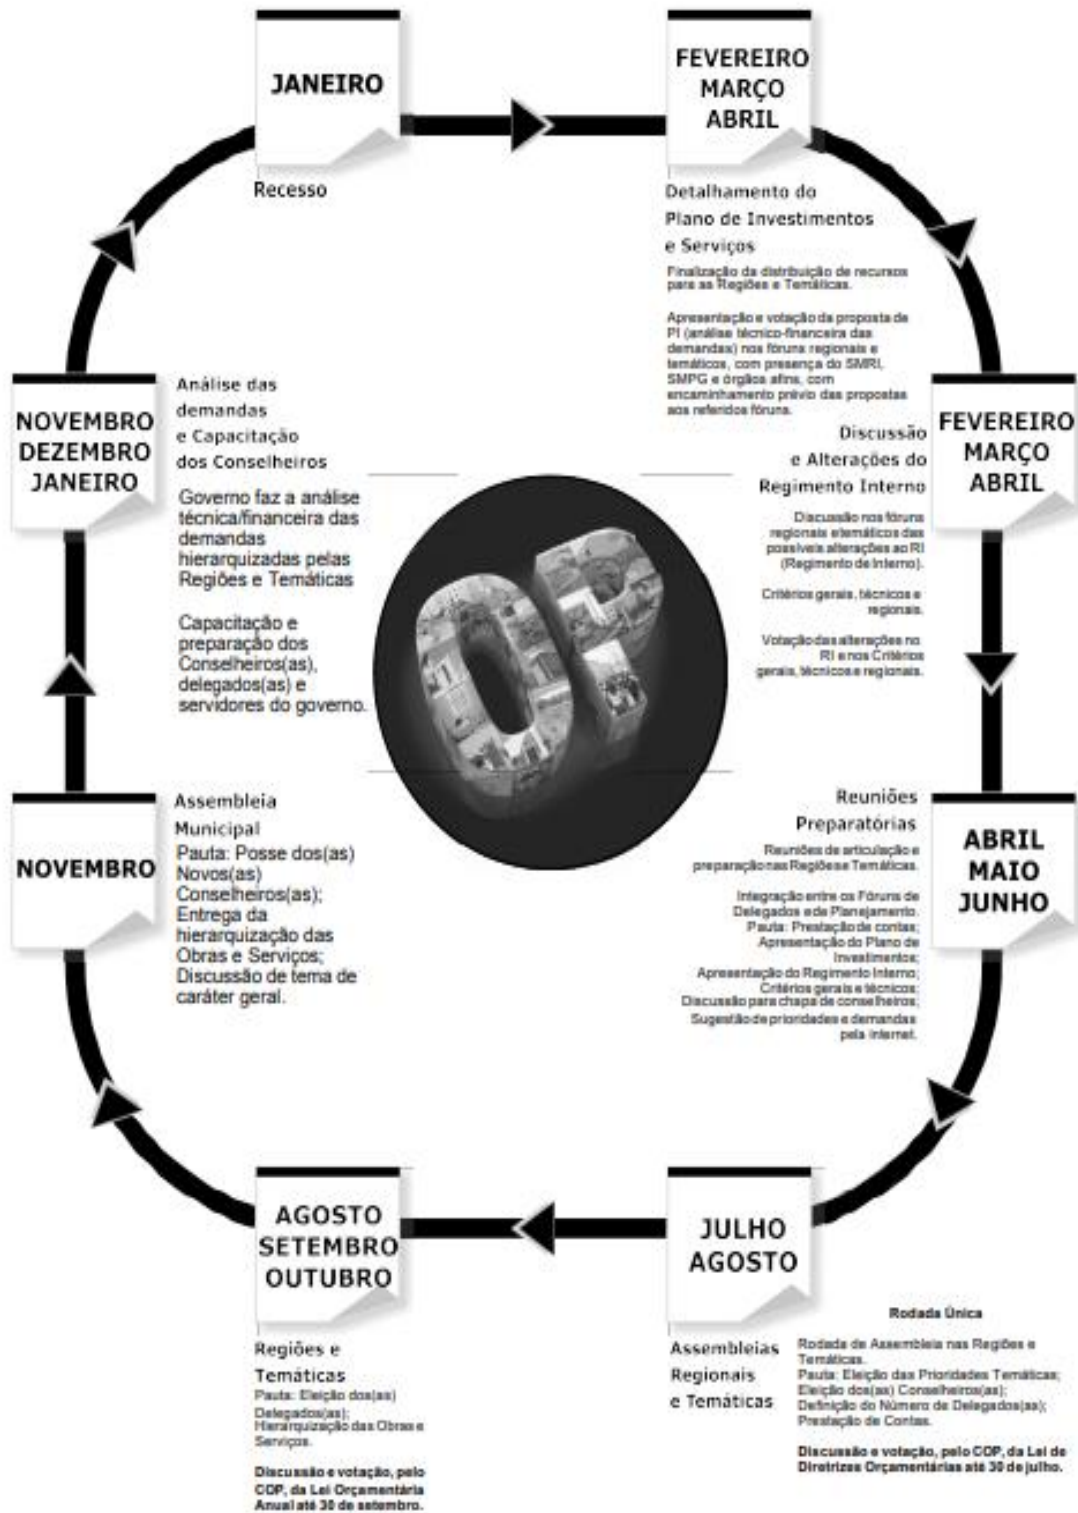 JANEIRO
Recesso
FEVEREIRO
MARÇO
ABRIL
Detalhamento do
Plano de Investimentos
e Serviços
Finalização da distribuição de recursos
para as Regiões e Temáticas.
Apresentação e votação da proposta de
PI (análise técnico-financeira das
demandas) nos fóruns regionais e
temáticos, com presença do SMRI,
SMPG e órgãos afins, com
encaminhamento prévio das propostas
aos referidos fóruns.
FEVEREIRO
MARÇO
ABRIL
Discussão
e Alterações do
Regimento Interno
Discussão nos fóruns
regionais etemáticos das
possíveis alterações ao RI
(Regimento de Interno).
Critérios gerais, técnicos e
regionais.
Votação das alterações no
RI e nos Critérios
gerais, técnicos e regionais.
ABRIL
MAIO
JUNHO
Reuniões
Preparatórias
Reuniões de articulação e
preparação nas Regiões e Temáticas.
Integração entre os Fóruns de
Delegados e de Planejamento.
Pauta: Prestação de contas;
Apresentação do Plano de
Investimentos;
Apresentação do Regimento Interno;
Critérios gerais e técnicos;
Discussão para chapa de conselheiros;
Sugestão de prioridades e demandas
pela internet.
JULHO
AGOSTO
Assembleias
Regionais
e Temáticas
Rodada Única
Rodada de Assembleia nas Regiões e
Temáticas.
Pauta: Eleição das Prioridades Temáticas;
Eleição dos(as) Conselheiros(as);
Definição do Número de Delegados(as);
Prestação de Contas.
Discussão e votação, pelo COP, da Lei de
Diretrizes Orçamentárias até 30 de julho.
AGOSTO
SETEMBRO
OUTUBRO
Regiões e
Temáticas
Pauta: Eleição dos(as)
Delegados(as);
Hierarquização das Obras e
Serviços.
Discussão e votação, pelo
COP, da Lei Orçamentária
Anual até 30 de setembro.
NOVEMBRO
Assembleia
Municipal
Pauta: Posse dos(as)
Novos(as)
Conselheiros(as);
Entrega da
hierarquização das
Obras e Serviços;
Discussão de tema de
caráter geral.
NOVEMBRO
DEZEMBRO
JANEIRO
Análise das
demandas
e Capacitação
dos Conselheiros
Governo faz a análise
técnica/financeira das
demandas
hierarquizadas pelas
Regiões e Temáticas
Capacitação e
preparação dos
Conselheiros(as),
delegados(as) e
servidores do governo.
OP